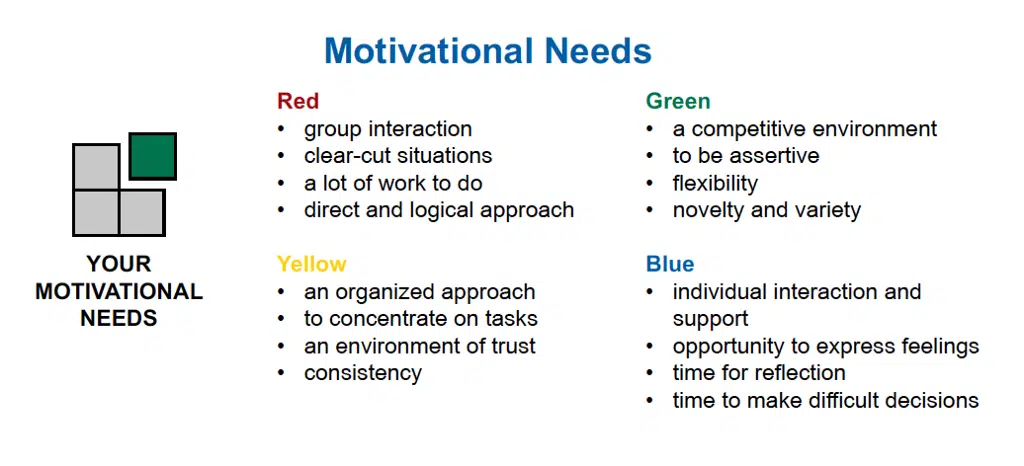 Motivational Needs
Red
• group interaction
• clear-cut situations
• a lot of work to do
• direct and logical approach
Green
• a competitive environment
• to be assertive
• flexibility
• novelty and variety
YOUR
MOTIVATIONAL
NEEDS
Yellow
• an organized approach
• to concentrate on tasks
• an environment of trust
• consistency
Blue
• individual interaction and
support
• opportunity to express feelings
• time for reflection
• time to make difficult decisions